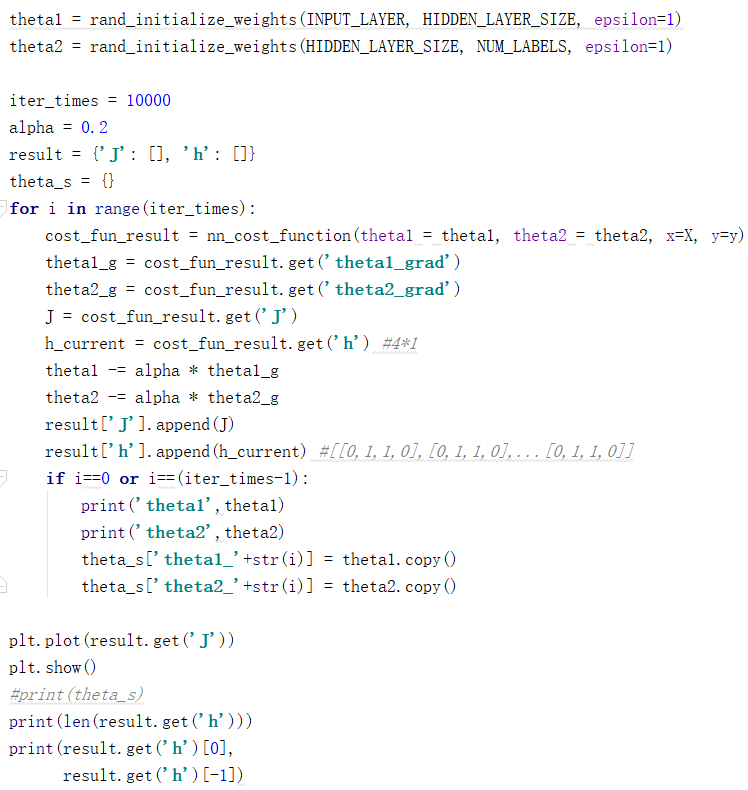 theta1 = rand_initialize_weights(INPUT_LAYER, HIDDEN_LAYER_SIZE, epsilon=1)
theta2 = rand_initialize_weights(HIDDEN_LAYER_SIZE, NUM_LABELS, epsilon=1)

iter_times = 10000
alpha = 0.2
result = {'J': [], 'h': []}
theta_s = {}
for i in range(iter_times):
    cost_fun_result = nn_cost_function(theta1 = theta1, theta2 = theta2, x=X, y=y)
    theta1_g = cost_fun_result.get('theta1_grad')
    theta2_g = cost_fun_result.get('theta2_grad')
    J = cost_fun_result.get('J')
    h_current = cost_fun_result.get('h') #4*1
    theta1 -= alpha * theta1_g
    theta2 -= alpha * theta2_g
    result['J'].append(J)
    result['h'].append(h_current) #[[0,1,1,0],[0,1,1,0],...[0,1,1,0]]
    if i==0 or i==(iter_times-1):
        print('theta1',theta1)
        print('theta2',theta2)
        theta_s['theta1_'+str(i)] = theta1.copy()
        theta_s['theta2_'+str(i)] = theta2.copy()

plt.plot(result.get('J'))
plt.show()
#print(theta_s)
print(len(result.get('h')))
print(result.get('h')[0],
      result.get('h')[-1])